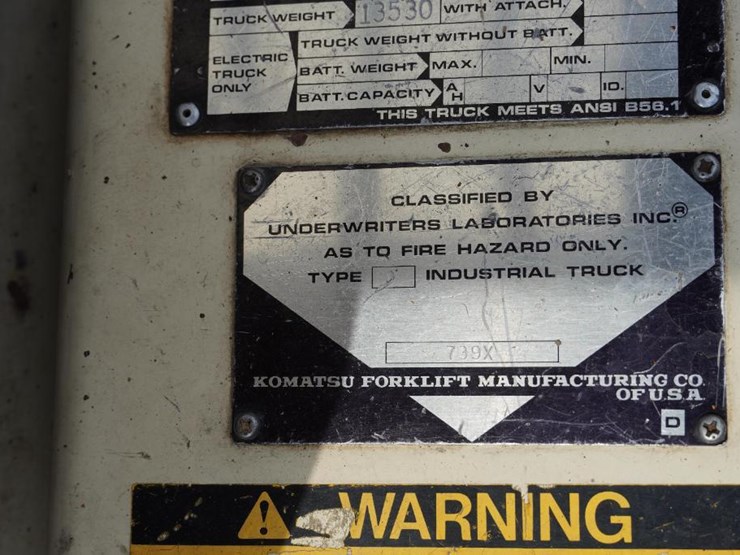 TRUCK WEIGHT 13530 WITH ATTACH.
TRUCK WEIGHT WITHOUT BATT.
ELECTRIC TRUCK ONLY
BATT. WEIGHT MAX. MIN.
BATT. CAPACITY AH V ID.
THIS TRUCK MEETS ANSI B56.1
CLASSIFIED BY
UNDERWRITERS LABORATORIES INC.®
AS TO FIRE HAZARD ONLY.
TYPE INDUSTRIAL TRUCK
KOMATSU FORKLIFT MANUFACTURING CO.
OF U.S.A.
D
WARNING